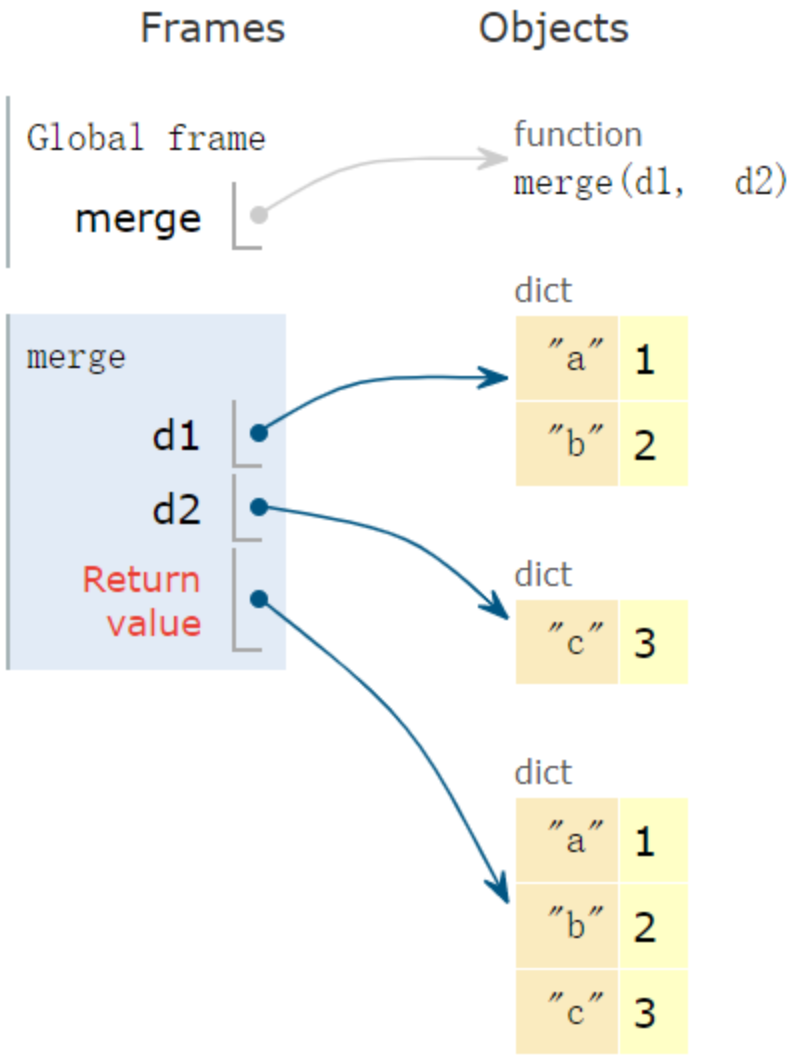 Frames Objects
Global frame
merge
function
merge(d1, d2)
merge
d1
d2
Return
value
dict
"a" 1
"b" 2
dict
"c" 3
dict
"a" 1
"b" 2
"c" 3